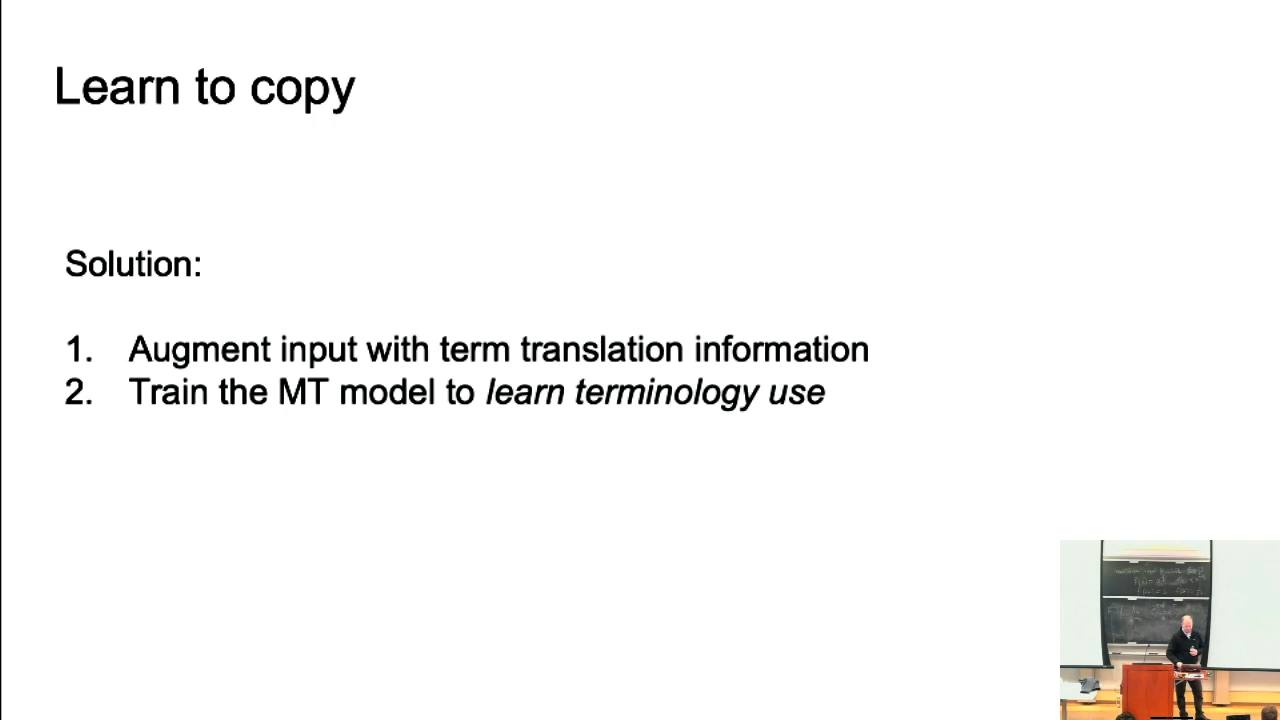 Learn to copy
Solution:
1. Augment input with term translation information
2. Train the MT model to learn terminology use